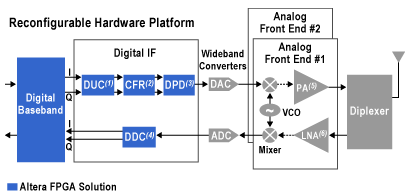 Reconfigurable Hardware Platform
Analog
Front End #2
Digital IF
Wideband
Converters
Analog
Front End #1
Digital
Baseband
I
Q
DUC(1)
CFR(2)
DPD(3)
DAC
PA(5)
VCO
Diplexer
I
Q
DDC(4)
ADC
Mixer
LNA(6)
Altera FPGA Solution